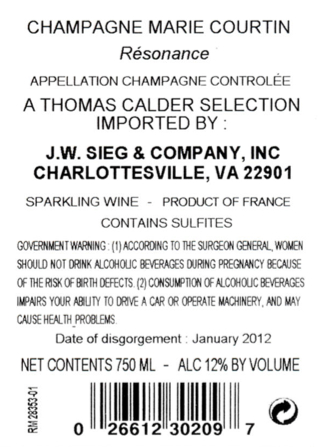 CHAMPAGNE MARIE COURTIN
Résonance
APPELLATION CHAMPAGNE CONTROLÉE
A THOMAS CALDER SELECTION
IMPORTED BY :
J.W. SIEG & COMPANY, INC
CHARLOTTESVILLE, VA 22901
SPARKLING WINE - PRODUCT OF FRANCE
CONTAINS SULFITES
GOVERNMENT WARNING : (1) ACCORDING TO THE SURGEON GENERAL, WOMEN
SHOULD NOT DRINK ALCOHOLIC BEVERAGES DURING PREGNANCY BECAUSE
OF THE RISK OF BIRTH DEFECTS. (2) CONSUMPTION OF ALCOHOLIC BEVERAGES
IMPAIRS YOUR ABILITY TO DRIVE A CAR OR OPERATE MACHINERY, AND MAY
CAUSE HEALTH PROBLEMS.
Date of disgorgement : January 2012
NET CONTENTS 750 ML - ALC 12% BY VOLUME
RM 28353-01
0 26612 30209 7